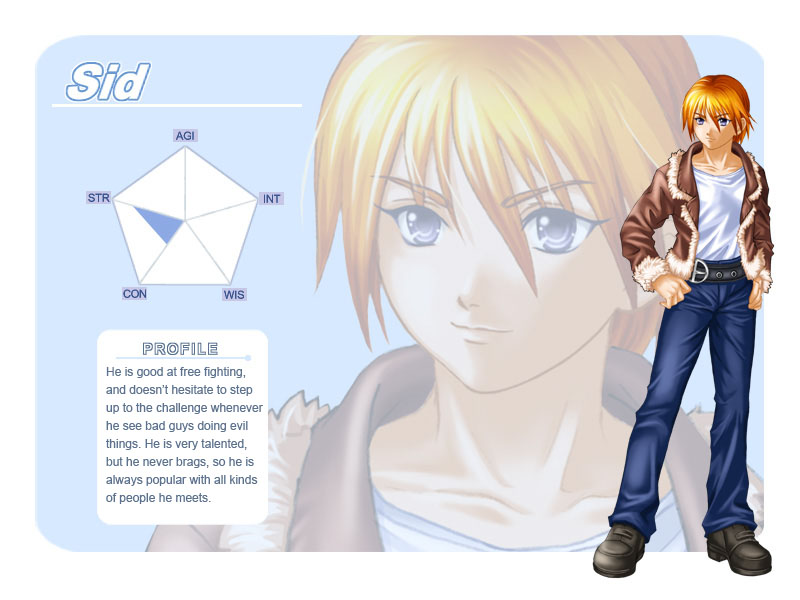 Sid
AGI
STR
INT
CON
WIS
PROFILE
He is good at free fighting,
and doesn't hesitate to step
up to the challenge whenever
he see bad guys doing evil
things. He is very talented,
but he never brags, so he is
always popular with all kinds
of people he meets.